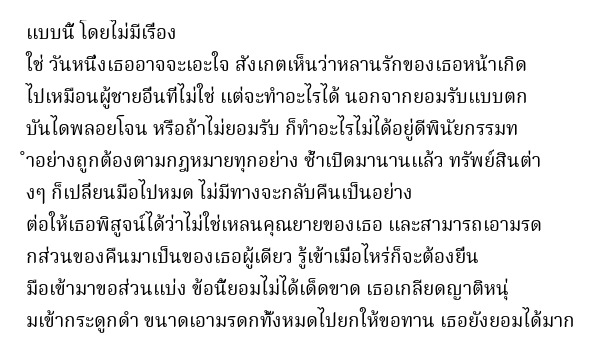 แบบนี้ โดยไม่มีเรื่อง
ใช่ วันหนึ่งเธออาจจะเอะใจ สังเกตเห็นว่าหลานรักของเธอหน้าเกิด
ไปเหมือนผู้ชายอื่นที่ไม่ใช่ แต่จะทำอะไรได้ นอกจากยอมรับแบบตก
บันไดพลอยโจน หรือถ้าไม่ยอมรับ ก็ทำอะไรไม่ได้อยู่ดีพินัยกรรมท
ำอย่างถูกต้องตามกฎหมายทุกอย่าง ซ้ำเปิดมานานแล้ว ทรัพย์สินต่า
งๆ ก็เปลี่ยนมือไปหมด ไม่มีทางจะกลับคืนเป็นอย่าง
ต่อให้เธอพิสูจน์ได้ว่าไม่ใช่เหลนคุณยายของเธอ และสามารถเอามรด
กส่วนของคืนมาเป็นของเธอผู้เดียว รู้เข้าเมื่อไหร่ก็จะต้องยื่น
มือเข้ามาขอส่วนแบ่ง ข้อนี้ยอมไม่ได้เด็ดขาด เธอเกลียดญาติหนุ่
มเข้ากระดูกดำ ขนาดเอามรดกทั้งหมดไปยกให้ขอทาน เธอยังยอมได้มาก